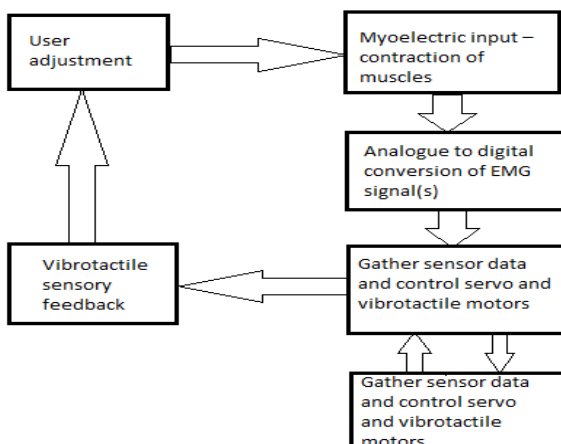 User
adjustment
Myoelectric input –
contraction of
muscles
Analogue to digital
conversion of EMG
signal(s)
Vibrotactile
sensory
feedback
Gather sensor data
and control servo and
vibrotactile motors
Gather sensor data
and control servo
and vibrotactile
motors